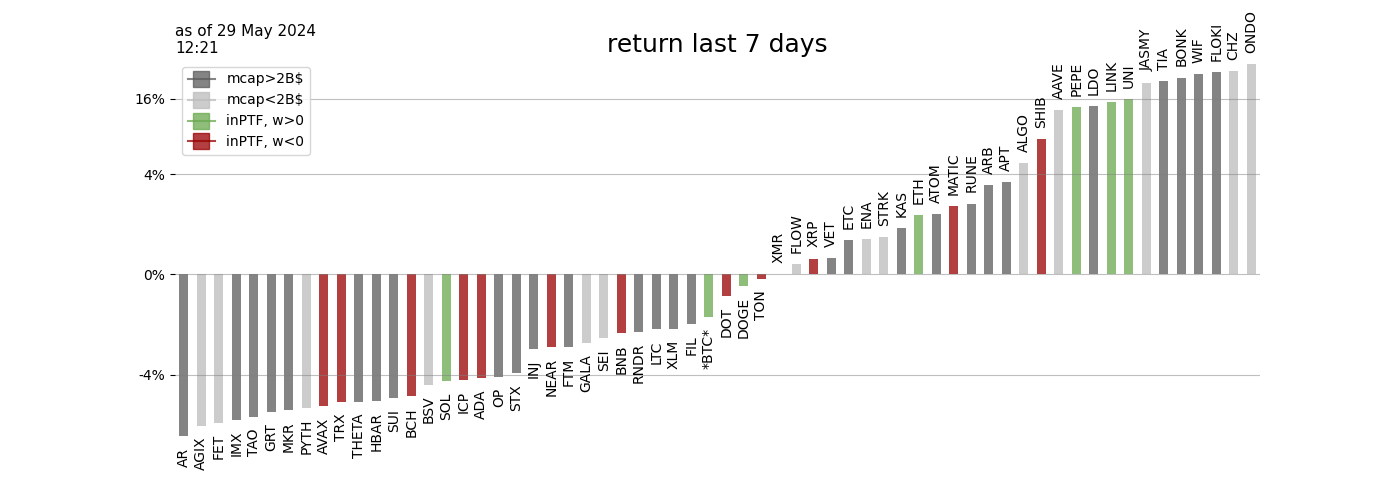 as of 29 May 2024
12:21
return last 7 days
mcap>2B$
mcap<2B$
inPTF, w>0
inPTF, w<0
16%
4%
0%
-4%
AR
AGIX
FET
IMX
TAO
GRT
MKR
PYTH
AVAX
TRX
THETA
HBAR
SUI
BCH
BSV
SOL
ICP
ADA
OP
STX
INJ
NEAR
FTM
GALA
SEI
BNB
RNDR
LTC
XLM
FIL
*BTC*
DOT
DOGE
TON
XMR
FLOW
XRP
VET
ETC
ENA
STRK
KAS
ETH
ATOM
MATIC
RUNE
ARB
APT
ALGO
SHIB
AAVE
PEPE
LDO
LINK
UNI
JASMY
TIA
BONK
WIF
FLOKI
CHZ
ONDO